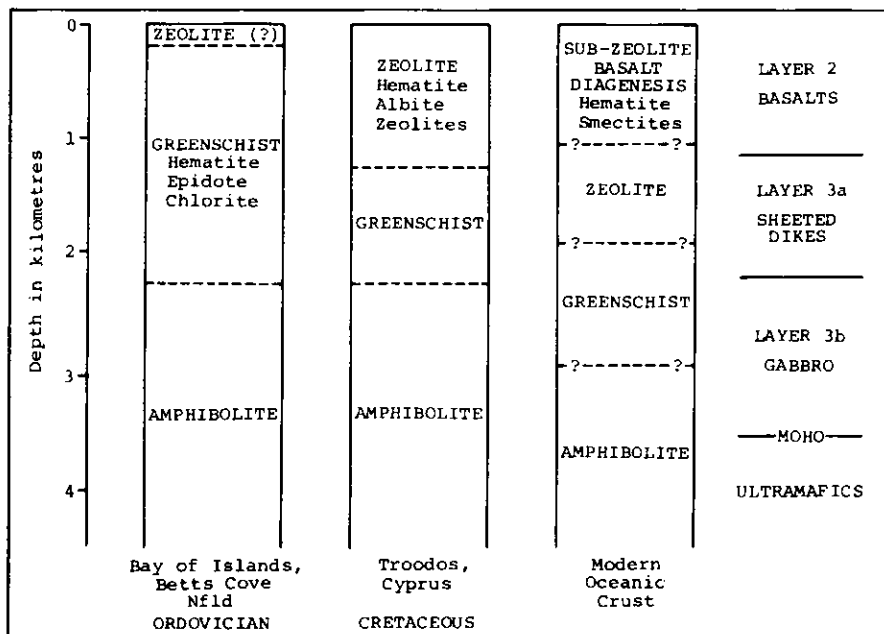 Depth in kilometres
0
1
2
3
4
ZEOLITE (?)
GREENSCHIST
Hematite
Epidote
Chlorite
AMPHIBOLITE
Bay of Islands,
Betts Cove
Nfld
ORDOVICIAN
ZEOLITE
Hematite
Albite
Zeolites
GREENSCHIST
AMPHIBOLITE
Troodos,
Cyprus
CRETACEOUS
SUB-ZEOLITE
BASALT
DIAGENESIS
Hematite
Smectites
? ?
ZEOLITE
? ?
GREENSCHIST
? ?
AMPHIBOLITE
Modern
Oceanic
Crust
LAYER 2
BASALTS
LAYER 3a
SHEETED
DIKES
LAYER 3b
GABBRO
MOHO
ULTRAMAFICS